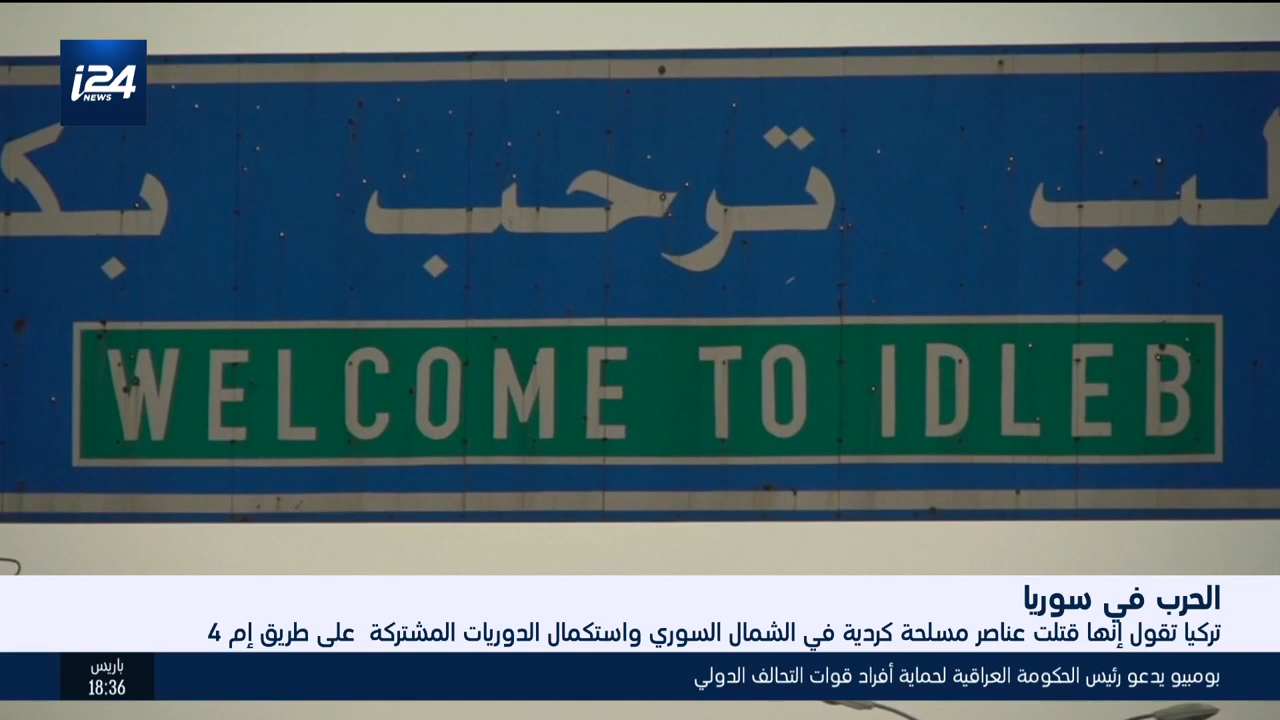 i24
NEWS
ترحب
WELCOME TO IDLEB
الحرب في سوريا
تركيا تقول إنها قتلت عناصر مسلحة كردية في الشمال السوري واستكمال الدوريات المشتركة على طريق إم 4
باريس
18:36
بومبيو يدعو رئيس الحكومة العراقية لحماية أفراد قوات التحالف الدولي